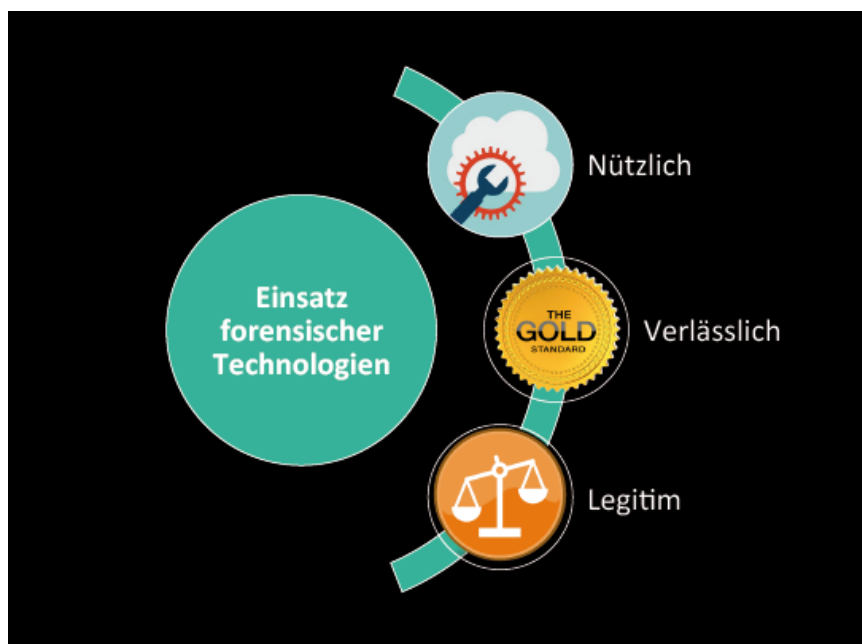 Nützlich
Einsatz
forensischer
Technologien
THE
GOLD
STANDARD
Verlässlich
Legitim